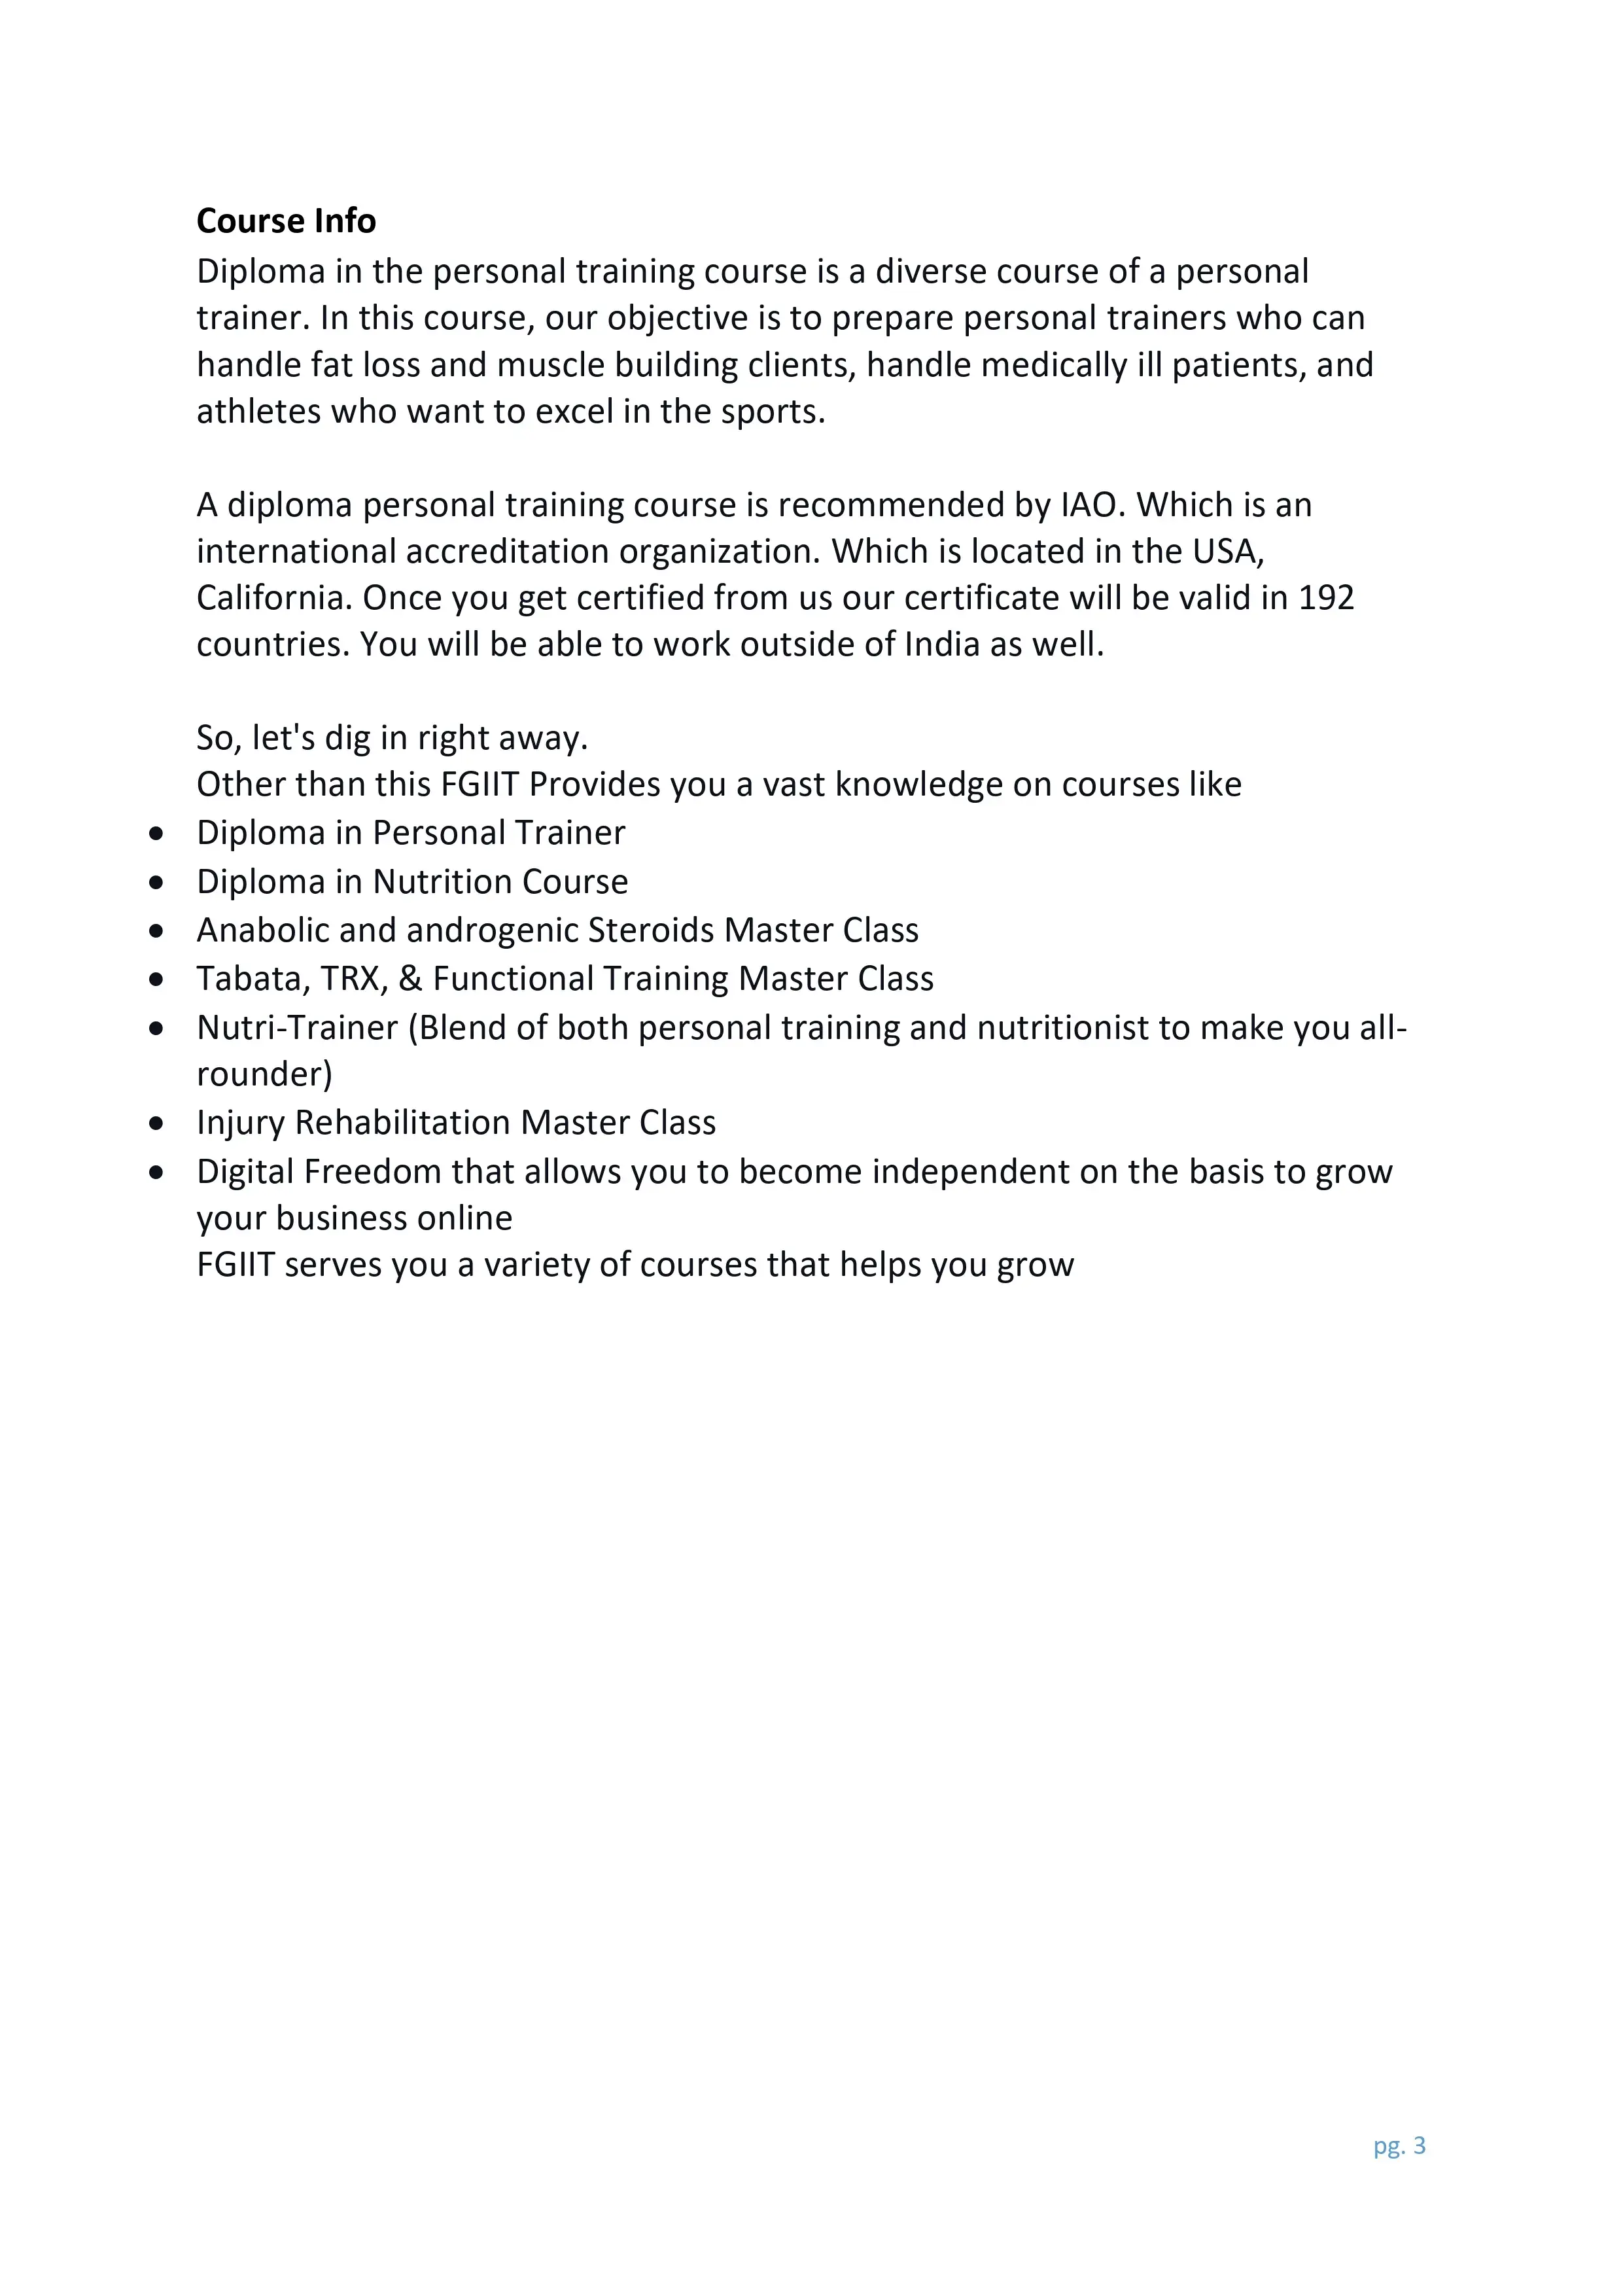 Course Info
Diploma in the personal training course is a diverse course of a personal
trainer. In this course, our objective is to prepare personal trainers who can
handle fat loss and muscle building clients, handle medically ill patients, and
athletes who want to excel in the sports.
A diploma personal training course is recommended by IAO. Which is an
international accreditation organization. Which is located in the USA,
California. Once you get certified from us our certificate will be valid in 192
countries. You will be able to work outside of India as well.
So, let's dig in right away.
Other than this FGIIT Provides you a vast knowledge on courses like
• Diploma in Personal Trainer
• Diploma in Nutrition Course
• Anabolic and androgenic Steroids Master Class
• Tabata, TRX, & Functional Training Master Class
• Nutri-Trainer (Blend of both personal training and nutritionist to make you all-
rounder)
• Injury Rehabilitation Master Class
• Digital Freedom that allows you to become independent on the basis to grow
your business online
FGIIT serves you a variety of courses that helps you grow
pg. 3